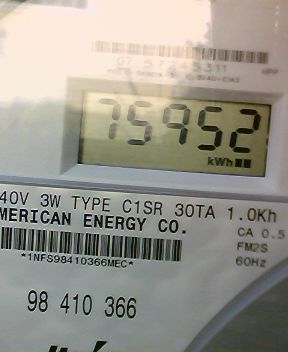 75952
kWh
40V 3W TYPE C1SR 30TA 1.0Kh
MERICAN ENERGY CO.
CA 0.5
FM2S
*1NFS98410366MEC*
60Hz
98 410 366